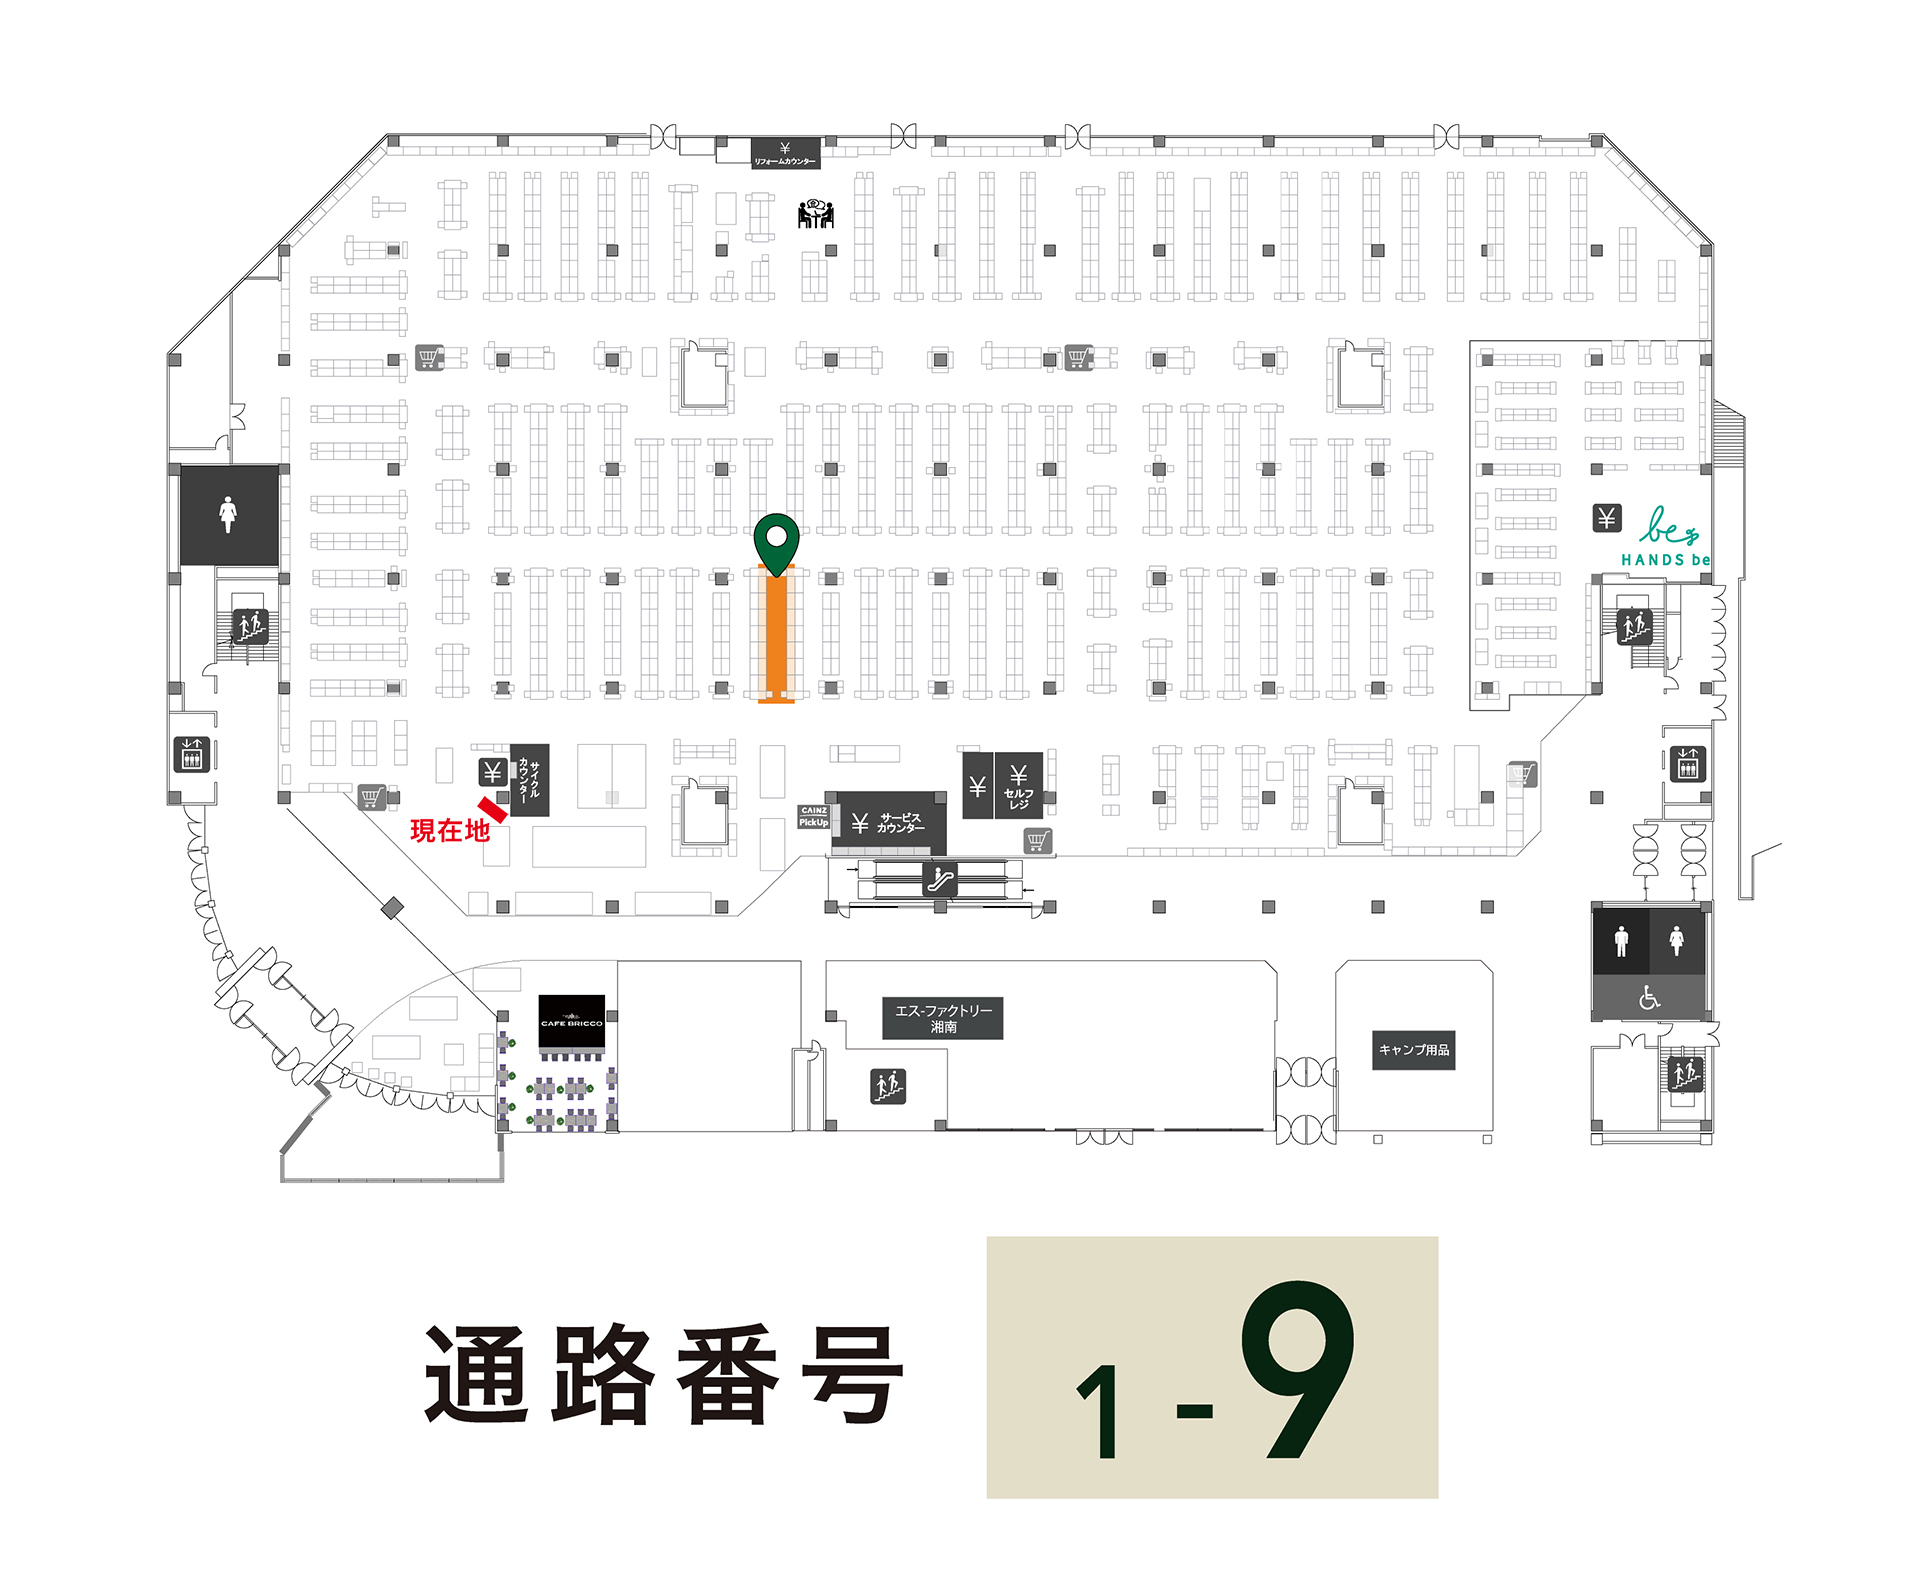 ¥
リフォームカウンター
¥
be
HANDS be
¥
サイクル
カウンター
現在地
CAINZ
PickUp
¥
サービス
カウンター
¥
¥
セルフ
レジ
CAFE BRICCO
エス-ファクトリー
湘南
キャンプ用品
通路番号
1-9